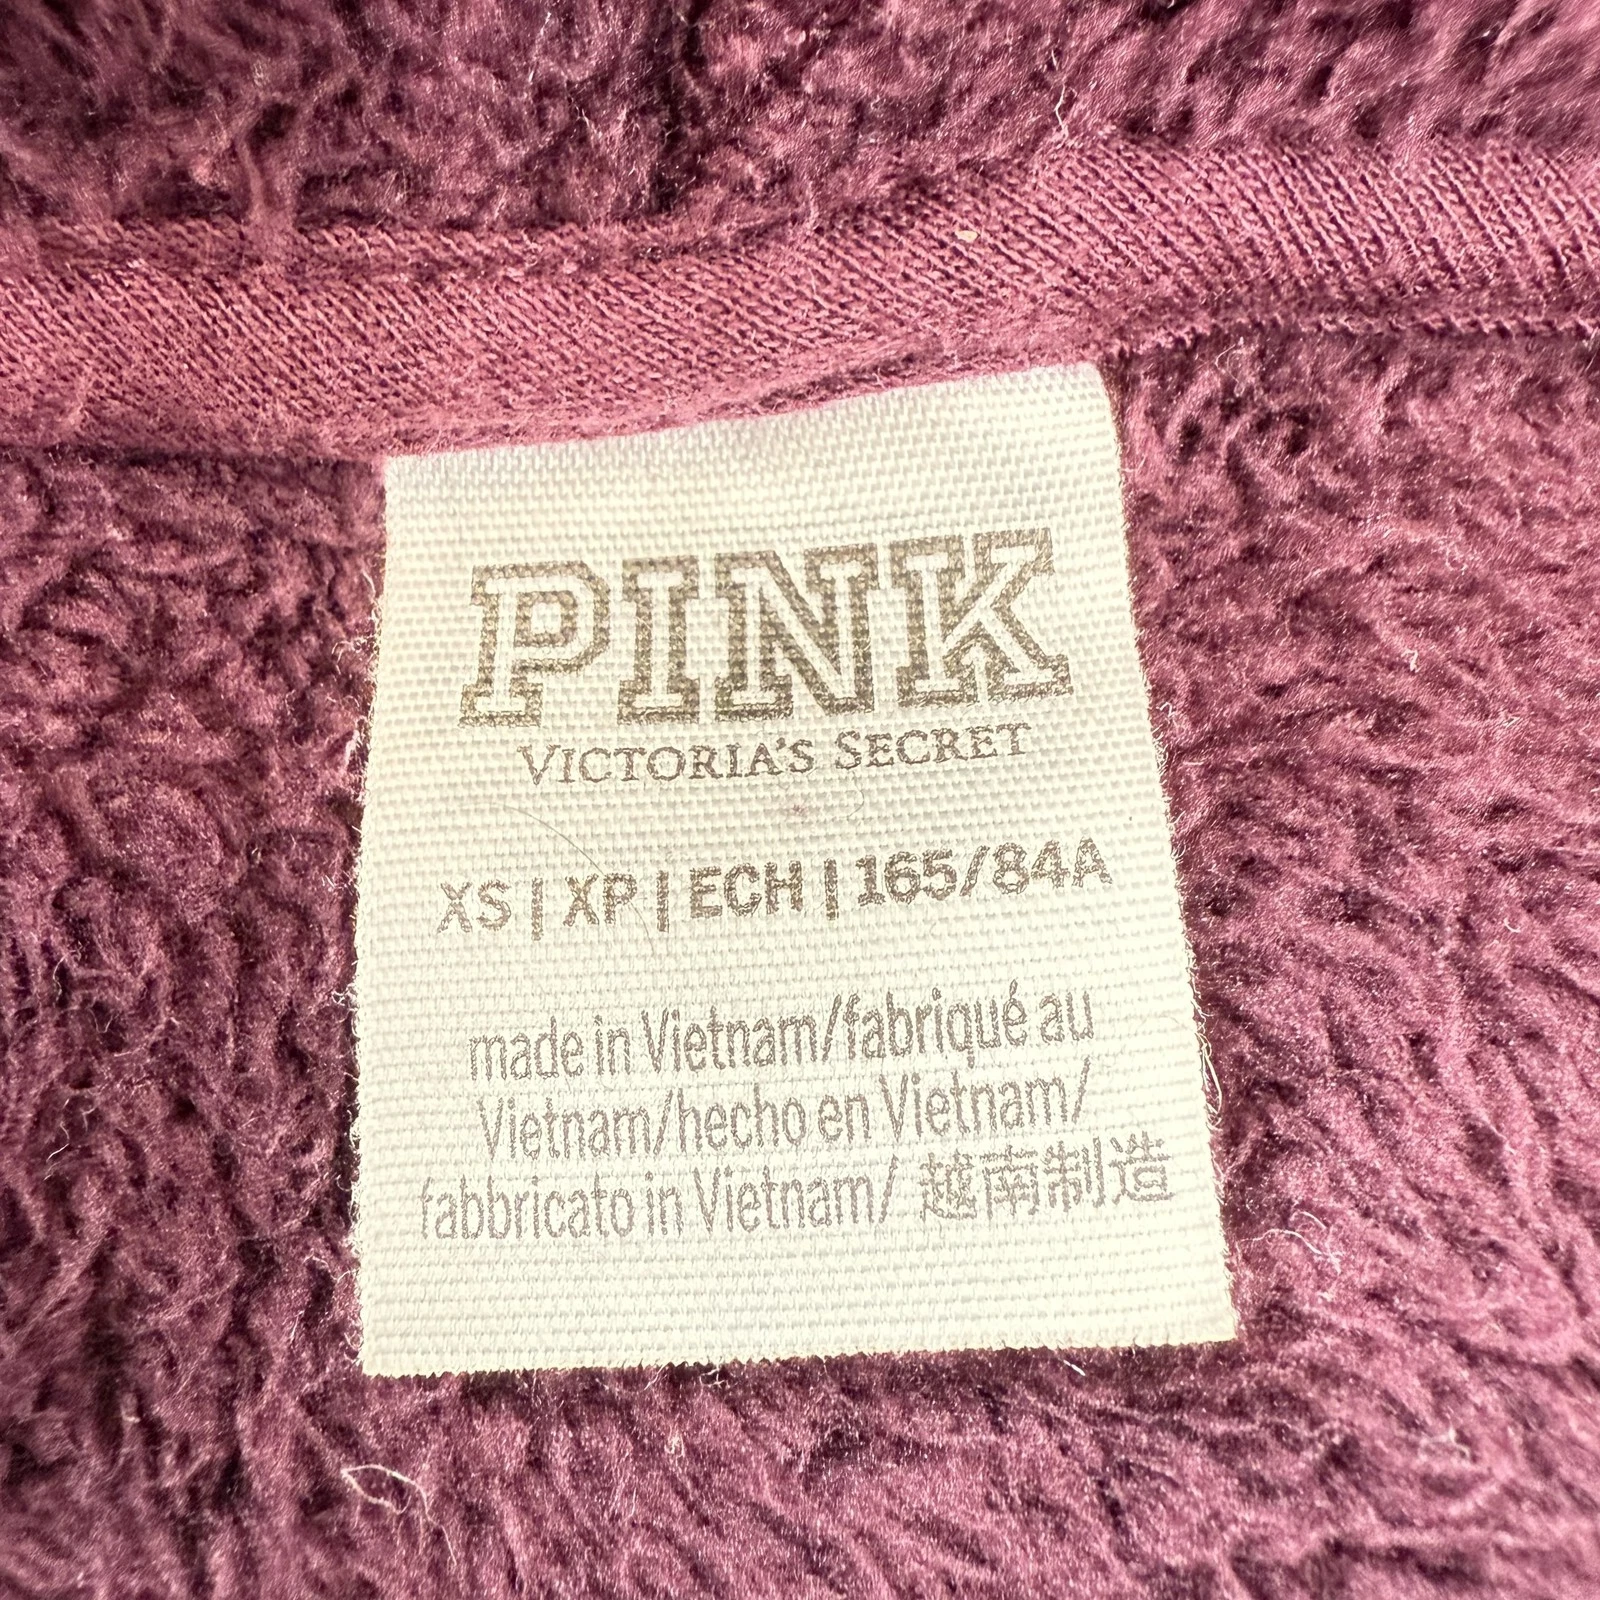 PINK
VICTORIA'S SECRET
XS | XP | ECH | 165/84A
made in Vietnam/fabriqué au
Vietnam/hecho en Vietnam/
fabbricato in Vietnam/ 越南制造